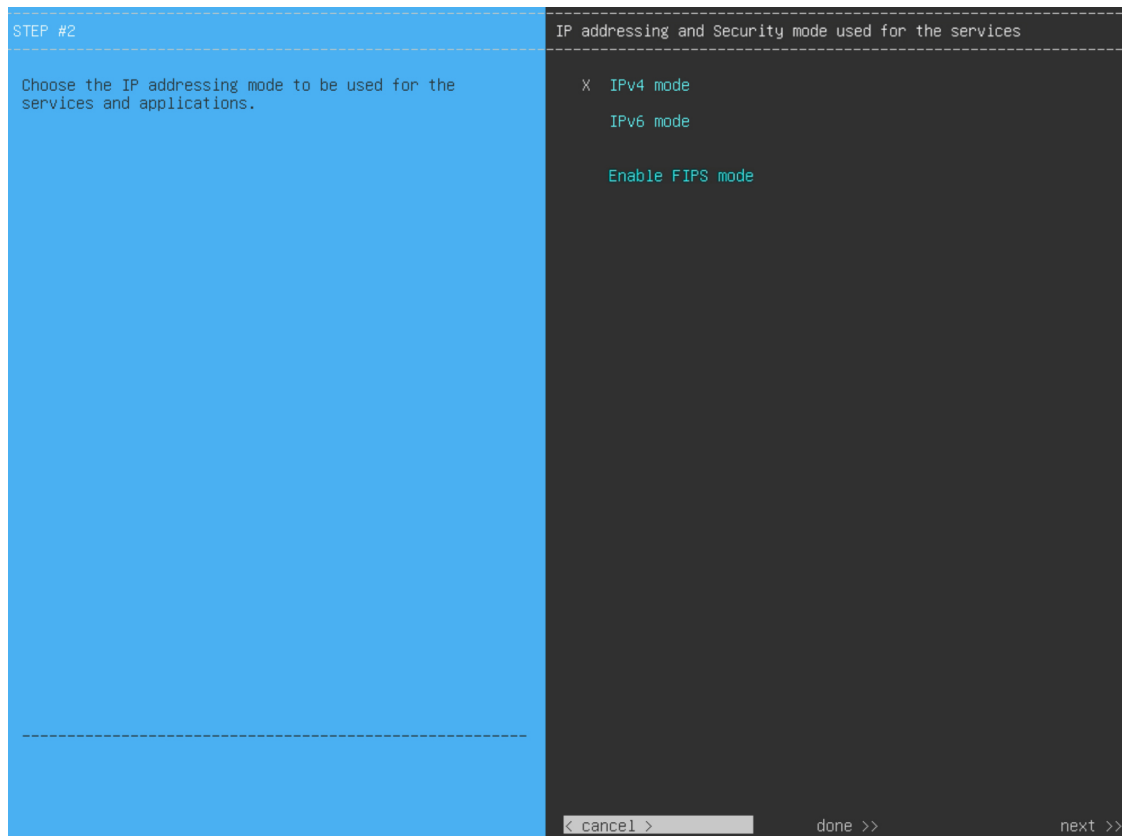 STEP #2
Choose the IP addressing mode to be used for the
services and applications.
IP addressing and Security mode used for the services
X IPv4 mode
IPv6 mode
Enable FIPS mode
< cancel > done >> next >>